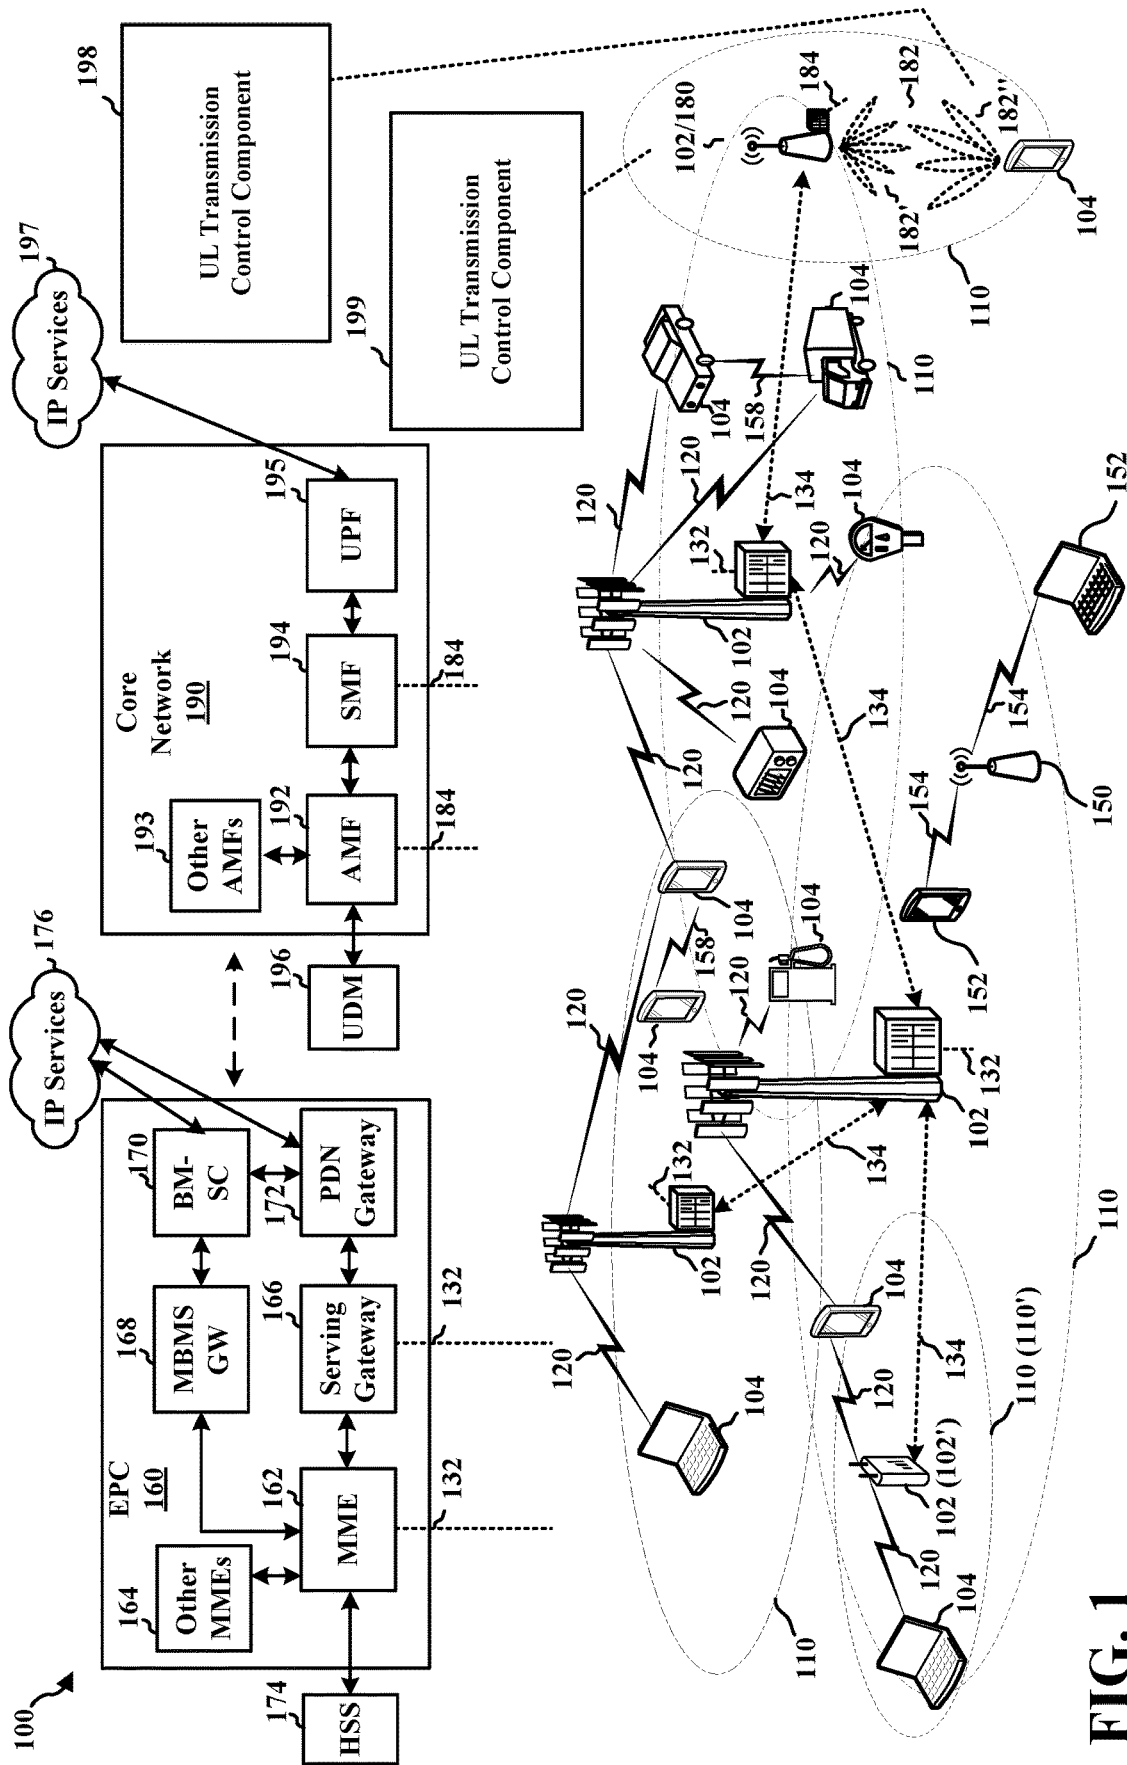 100
EPC
160
174
HSS
164
Other
MMEs
162
MME
132
168
MBMS
GW
166
Serving
Gateway
132
170
BM-
SC
172
PDN
Gateway
176
IP Services
196
UDM
Core
Network
190
193
Other
AMFs
192
AMF
184
194
SMF
184
195
UPF
197
IP Services
198
UL Transmission
Control Component
199
UL Transmission
Control Component
120
104
110
102
132
120
104
158
104
120
120
104
120
102
132
120
104
158
104
110
134
102/180
184
182
182'
182''
104
110
120
104
134
120
104
134
132
102
134
120
104
120
102 (102')
120
104
134
110 (110')
110
152
154
150
154
152
FIG. 1